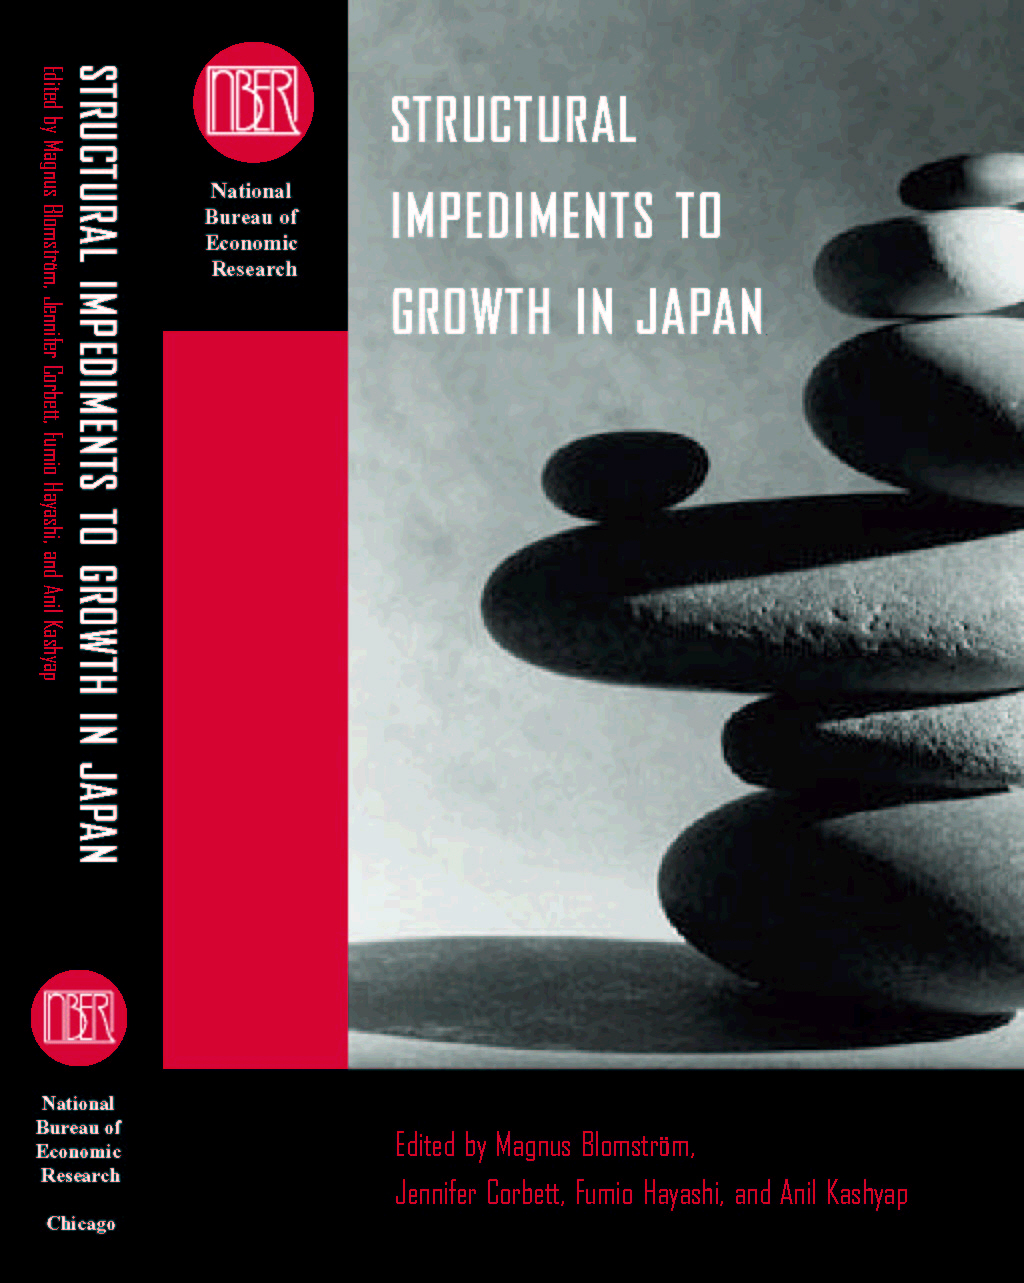 Edited by Magnus Blomström, Jennifer Corbett, Fumio Hayashi, and Anil Kashyap
STRUCTURAL IMPEDIMENTS TO GROWTH IN JAPAN
NBER
National
Bureau of
Economic
Research
Chicago
NBER
National
Bureau of
Economic
Research
STRUCTURAL
IMPEDIMENTS TO
GROWTH IN JAPAN
Edited by Magnus Blomström,
Jennifer Corbett, Fumio Hayashi, and Anil Kashyap